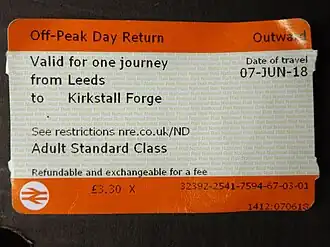 Off-Peak Day Return Outward
Valid for one journey Date of travel
from Leeds 07-JUN-18
to Kirkstall Forge
See restrictions nre.co.uk/ND
Adult Standard Class
Refundable and exchangeable for a fee
£3.30 X 32392-2541-7594-67-03-01
1412:070618